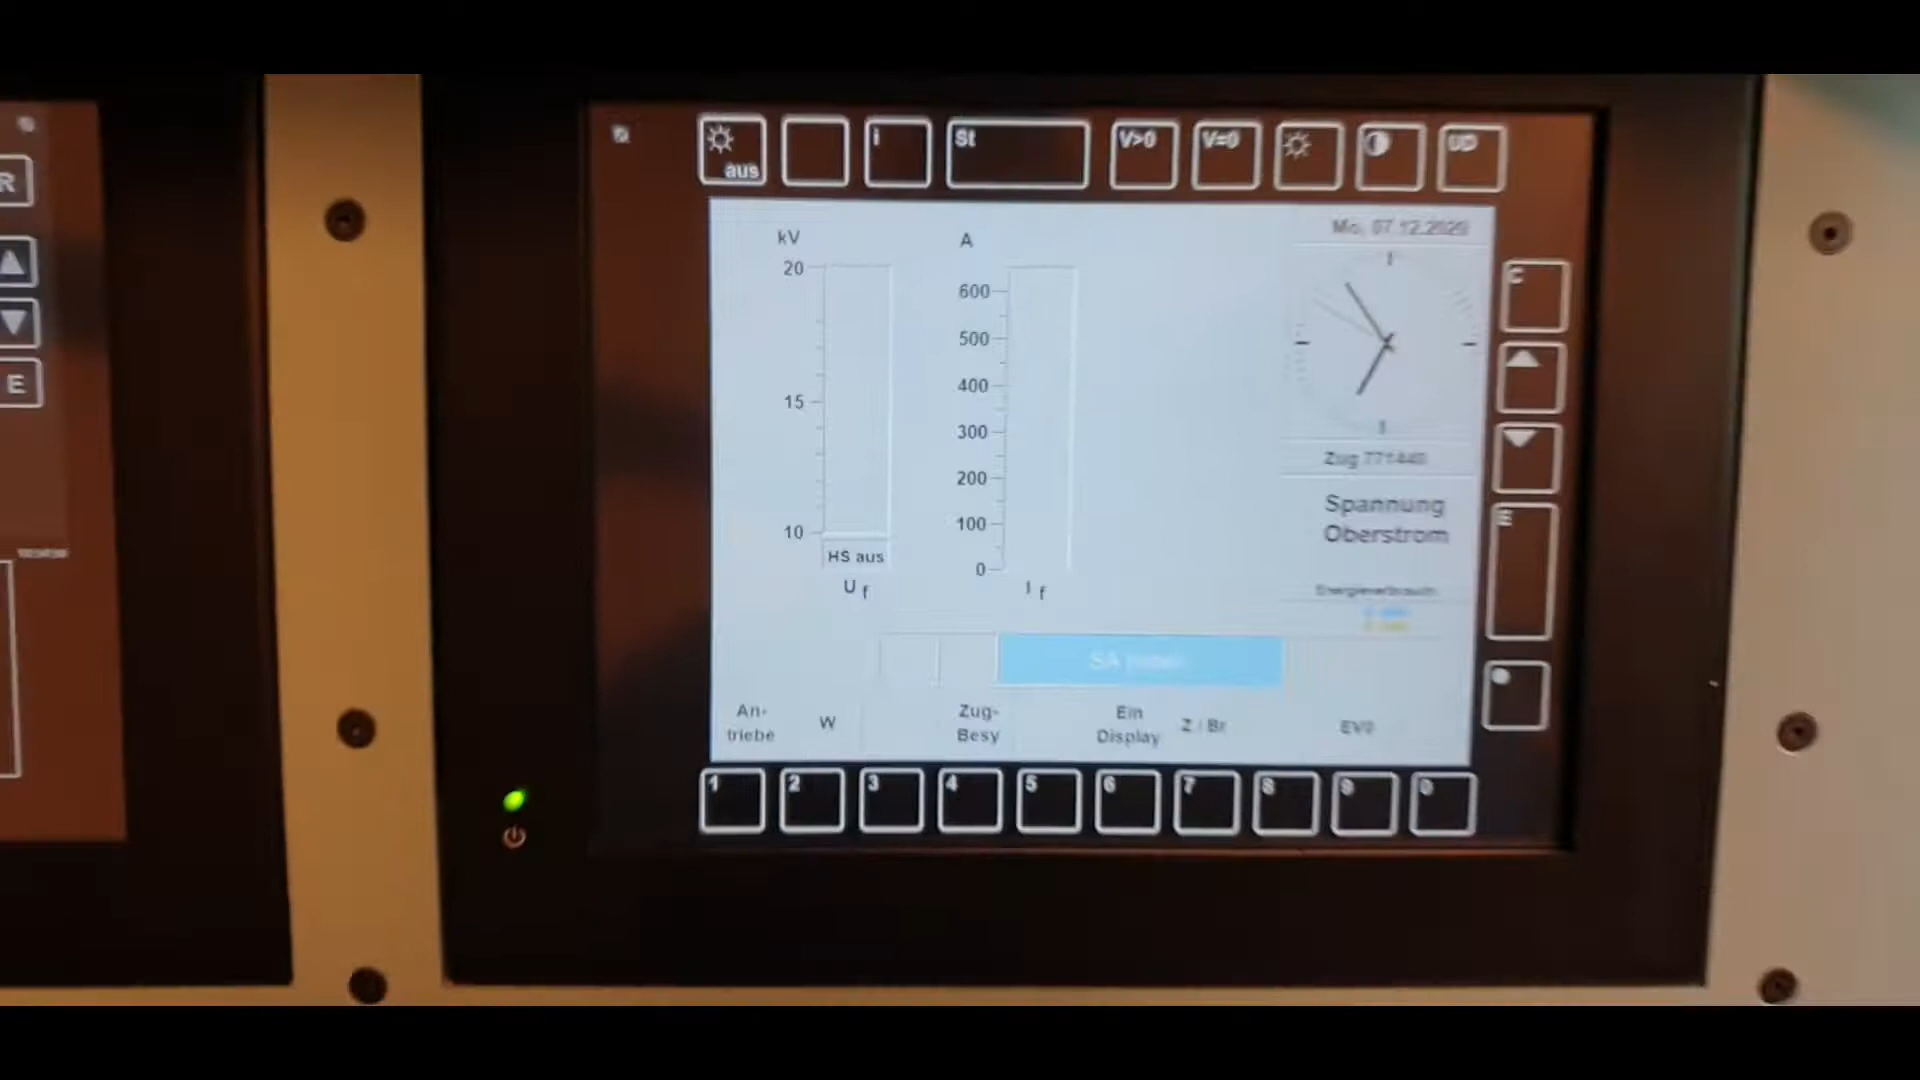 R
E
aus
i
St
V>0
V=0
UD
kV
A
Mo, 07.12.2020
20
15
10
600
500
400
300
200
100
0
HS aus
U f
I f
C
E
Spannung
Oberstrom
Energieverbrauch
SA
An-
triebe
W
Zug-
Besy
Ein
Display
Z / Br
EV0
1 2 3 4 5 6 7 8 9 0
Zug 771440